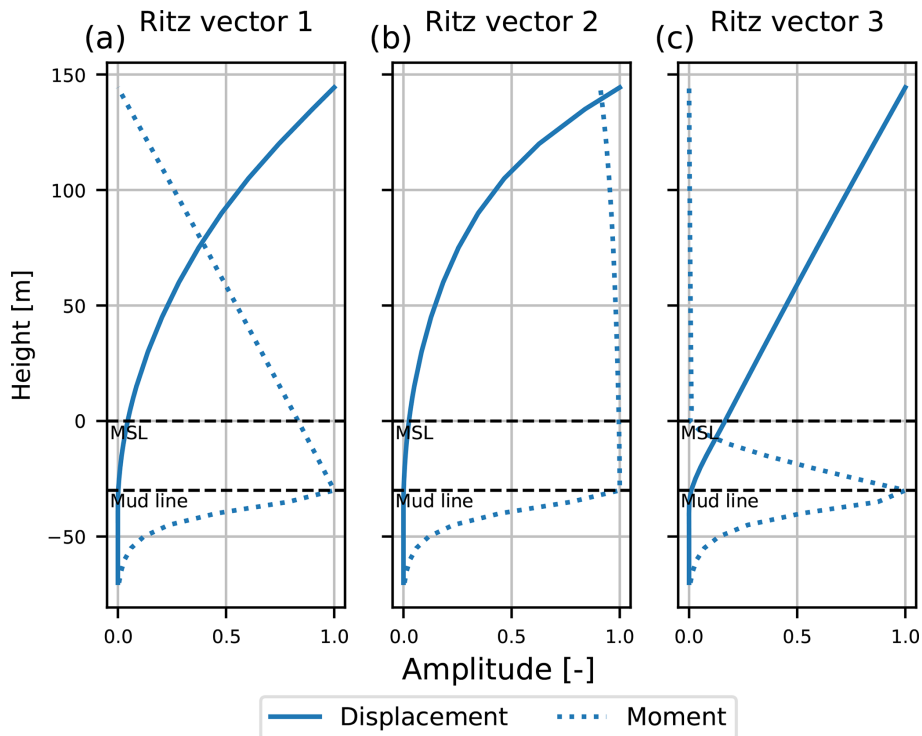 Ritz vector 1 Ritz vector 2 Ritz vector 3
(a) (b) (c)
150
100
50
0
−50
Height [m]
MSL MSL MSL
Mud line Mud line Mud line
0.0 0.5 1.0 0.0 0.5 1.0 0.0 0.5 1.0
Amplitude [-]
Displacement Moment